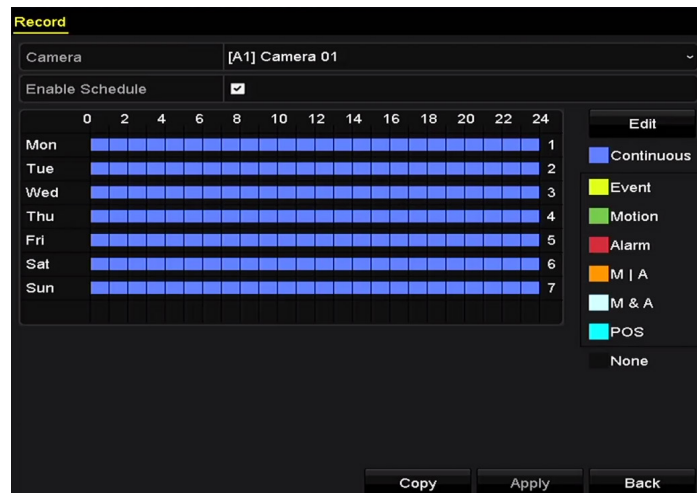 Record
Camera [A1] Camera 01
Enable Schedule
0 2 4 6 8 10 12 14 16 18 20 22 24
Edit
Mon 1
Continuous
Tue 2
Wed 3
Event
Thu 4
Motion
Fri 5
Alarm
Sat 6
M | A
Sun 7
M & A
POS
None
Copy Apply Back